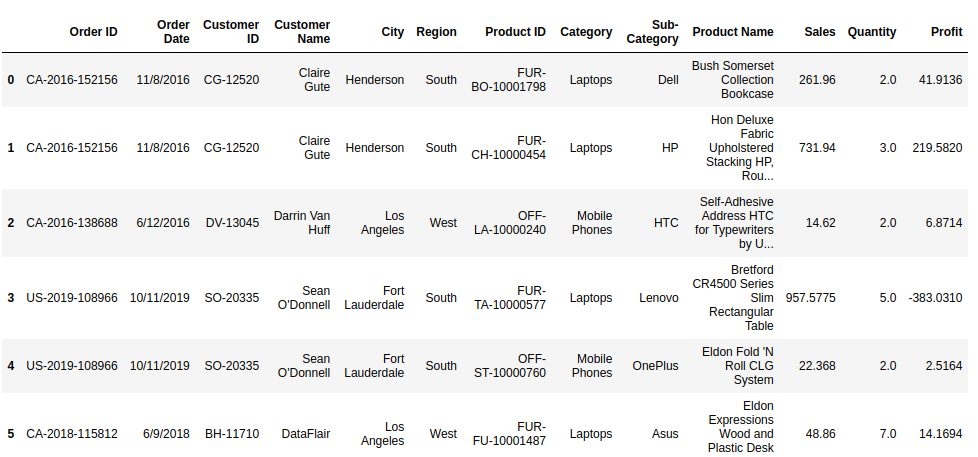 Order ID Order Date Customer ID Customer Name City Region Product ID Category Sub-Category Product Name Sales Quantity Profit
0 CA-2016-152156 11/8/2016 CG-12520 Claire Gute Henderson South FUR-BO-10001798 Laptops Dell Bush Somerset Collection Bookcase 261.96 2.0 41.9136
1 CA-2016-152156 11/8/2016 CG-12520 Claire Gute Henderson South FUR-CH-10000454 Laptops HP Hon Deluxe Fabric Upholstered Stacking HP, Rou... 731.94 3.0 219.5820
2 CA-2016-138688 6/12/2016 DV-13045 Darrin Van Huff Los Angeles West OFF-LA-10000240 Mobile Phones HTC Self-Adhesive Address HTC for Typewriters by U... 14.62 2.0 6.8714
3 US-2019-108966 10/11/2019 SO-20335 Sean O'Donnell Fort Lauderdale South FUR-TA-10000577 Laptops Lenovo Bretford CR4500 Series Slim Rectangular Table 957.5775 5.0 -383.0310
4 US-2019-108966 10/11/2019 SO-20335 Sean O'Donnell Fort Lauderdale South OFF-ST-10000760 Mobile Phones OnePlus Eldon Fold 'N Roll CLG System 22.368 2.0 2.5164
5 CA-2018-115812 6/9/2018 BH-11710 DataFlair Los Angeles West FUR-FU-10001487 Laptops Asus Eldon Expressions Wood and Plastic Desk 48.86 7.0 14.1694